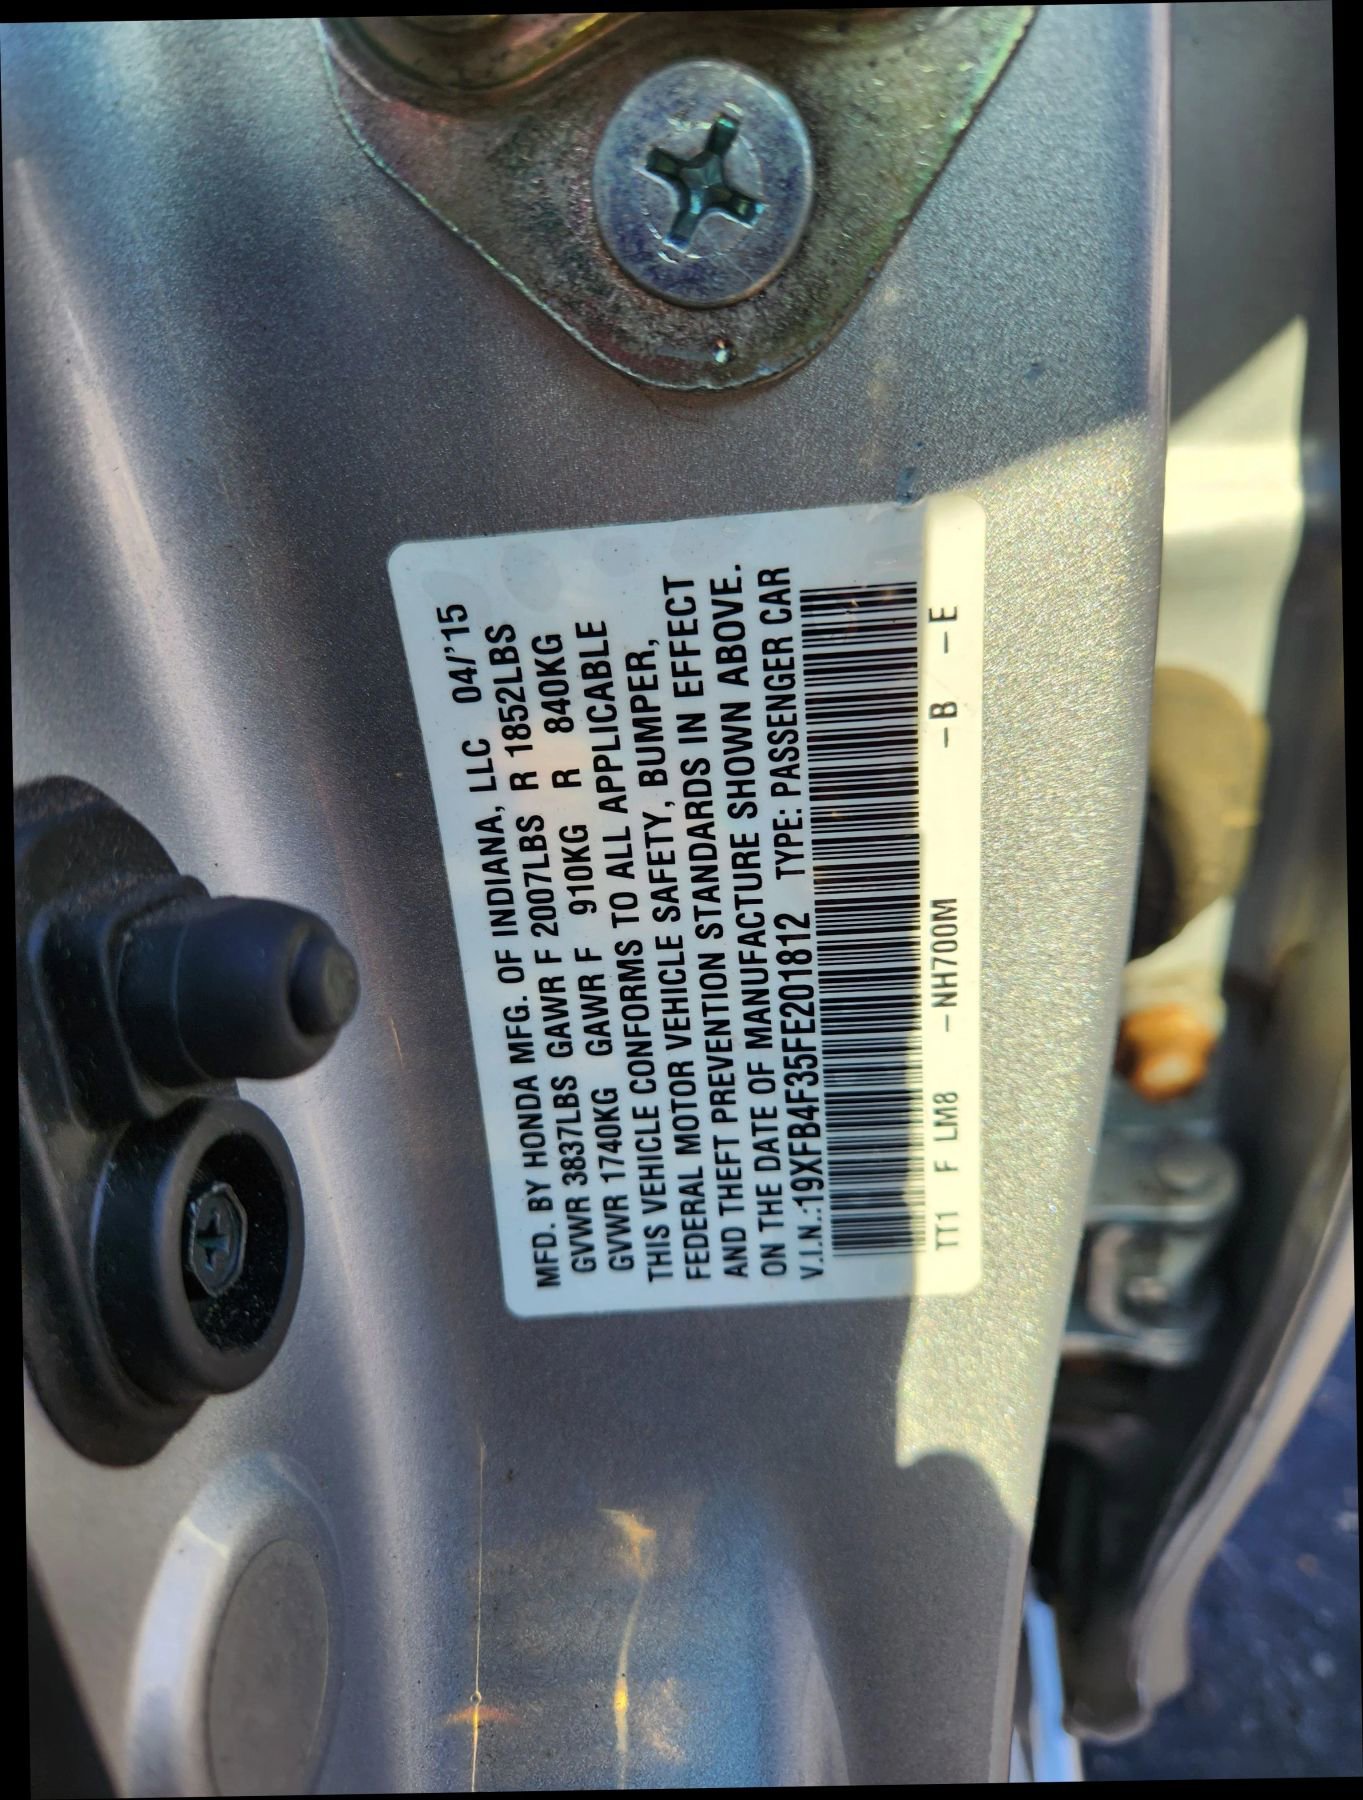 MFD. BY HONDA MFG. OF INDIANA, LLC 04/'15
GVWR 3837LBS GAWR F 2007LBS R 1852LBS
GVWR 1740KG GAWR F 910KG R 840KG
THIS VEHICLE CONFORMS TO ALL APPLICABLE
FEDERAL MOTOR VEHICLE SAFETY, BUMPER,
AND THEFT PREVENTION STANDARDS IN EFFECT
ON THE DATE OF MANUFACTURE SHOWN ABOVE.
V.I.N.:19XFB4F35FE201812 TYPE: PASSENGER CAR
TT1 F LM8 -NH700M -B -E